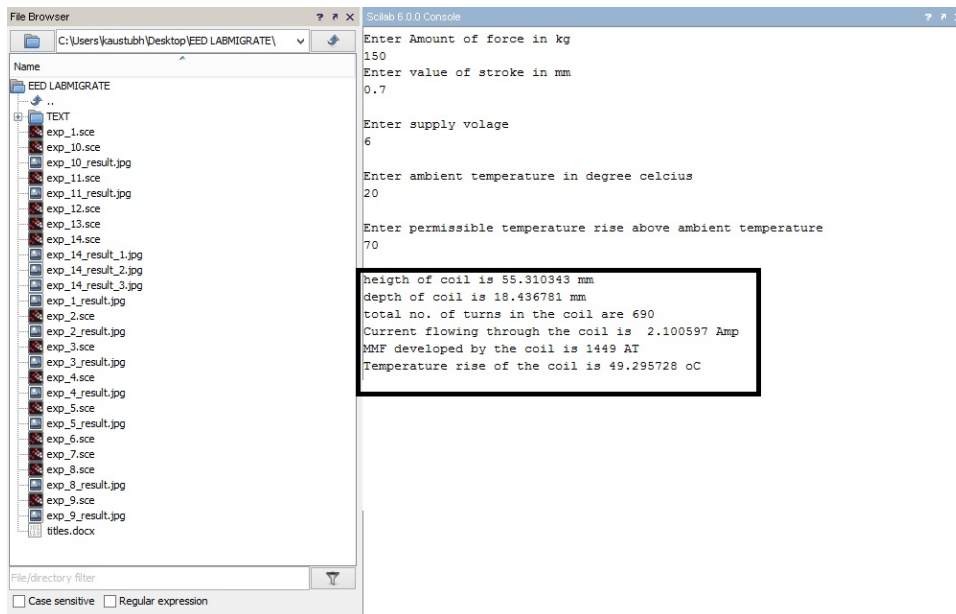 File Browser
? ↗ X
C:\Users\kaustubh\Desktop\EED LABMIGRATE\
Name
EED LABMIGRATE
..
TEXT
exp_1.sce
exp_10.sce
exp_10_result.jpg
exp_11.sce
exp_11_result.jpg
exp_12.sce
exp_13.sce
exp_14.sce
exp_14_result_1.jpg
exp_14_result_2.jpg
exp_14_result_3.jpg
exp_1_result.jpg
exp_2.sce
exp_2_result.jpg
exp_3.sce
exp_3_result.jpg
exp_4.sce
exp_4_result.jpg
exp_5.sce
exp_5_result.jpg
exp_6.sce
exp_7.sce
exp_8.sce
exp_8_result.jpg
exp_9.sce
exp_9_result.jpg
titles.docx
File/directory filter
Case sensitive Regular expression
Scilab 6.0.0 Console
? ↗ X
Enter Amount of force in kg
150
Enter value of stroke in mm
0.7
Enter supply volage
6
Enter ambient temperature in degree celcius
20
Enter permissible temperature rise above ambient temperature
70
heigth of coil is 55.310343 mm
depth of coil is 18.436781 mm
total no. of turns in the coil are 690
Current flowing through the coil is  2.100597 Amp
MMF developed by the coil is 1449 AT
Temperature rise of the coil is 49.295728 oC